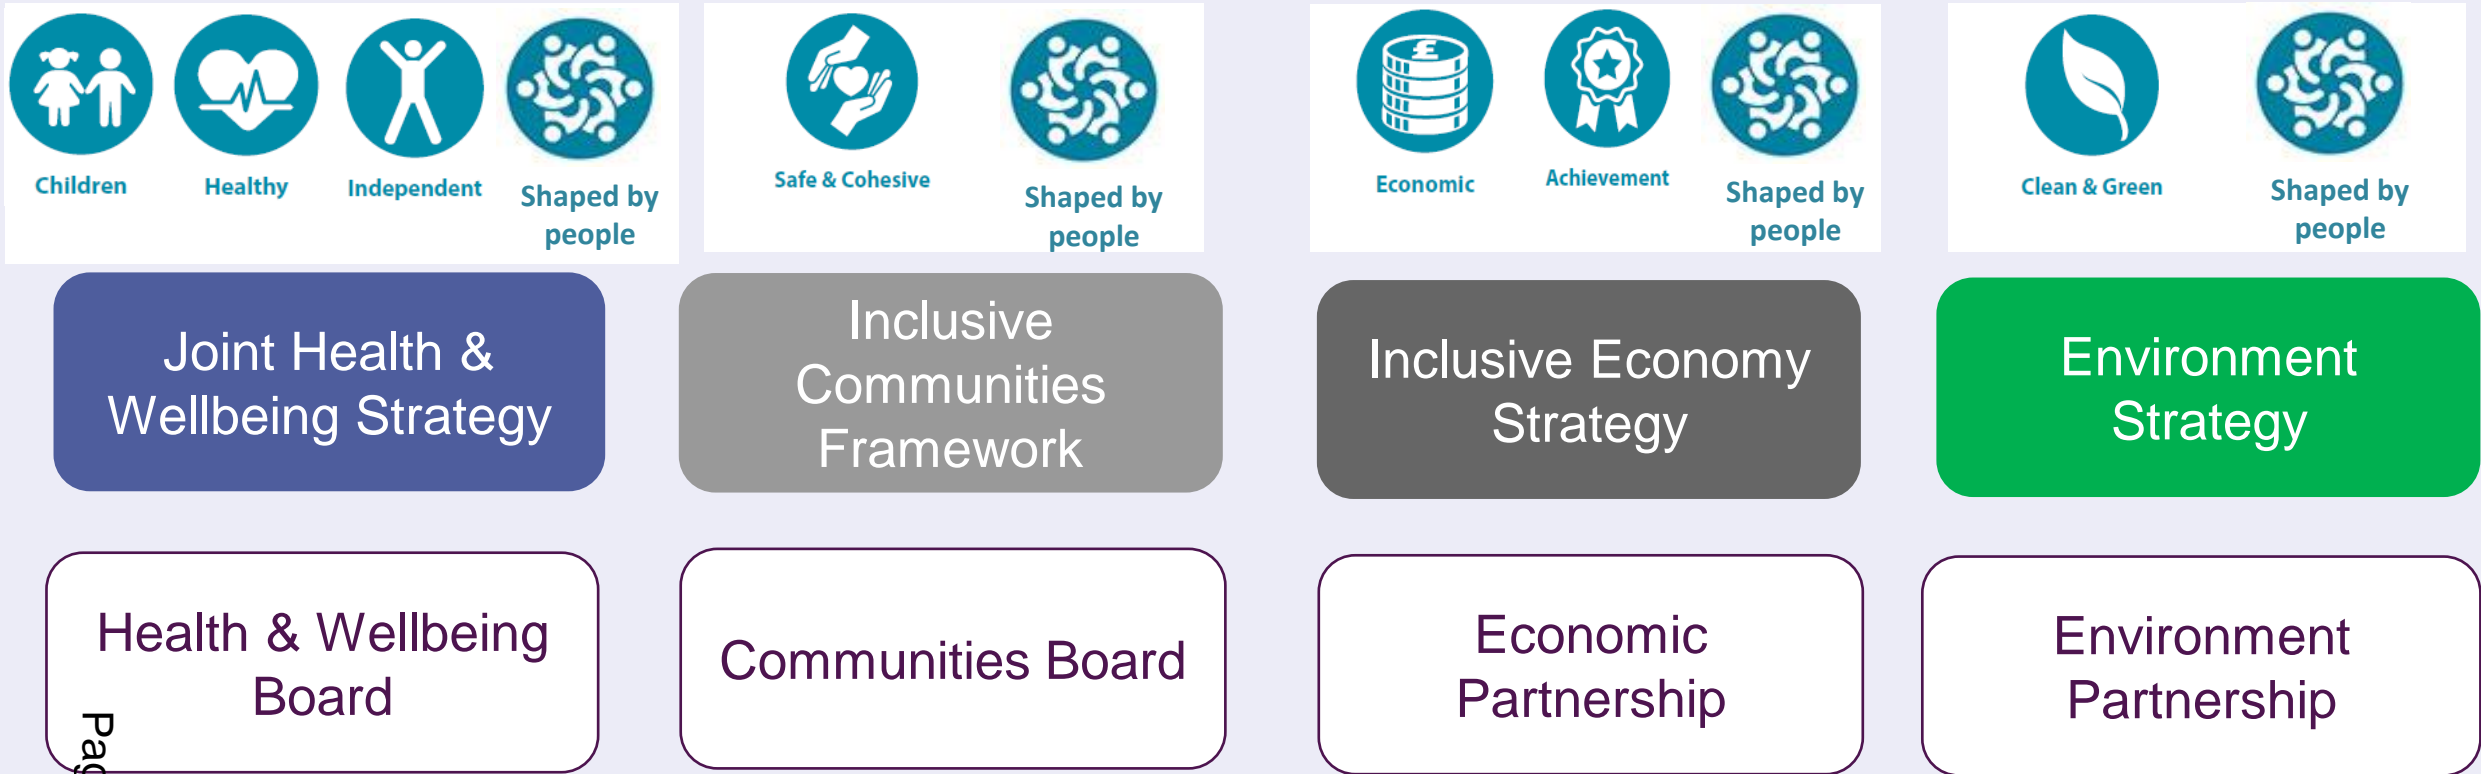 Children
Healthy
Independent
Shaped by
people
Safe & Cohesive
Shaped by
people
£
Economic
Achievement
Shaped by
people
Clean & Green
Shaped by
people
Joint Health &
Wellbeing Strategy
Inclusive
Communities
Framework
Inclusive Economy
Strategy
Environment
Strategy
Health & Wellbeing
Board
Communities Board
Economic
Partnership
Environment
Partnership